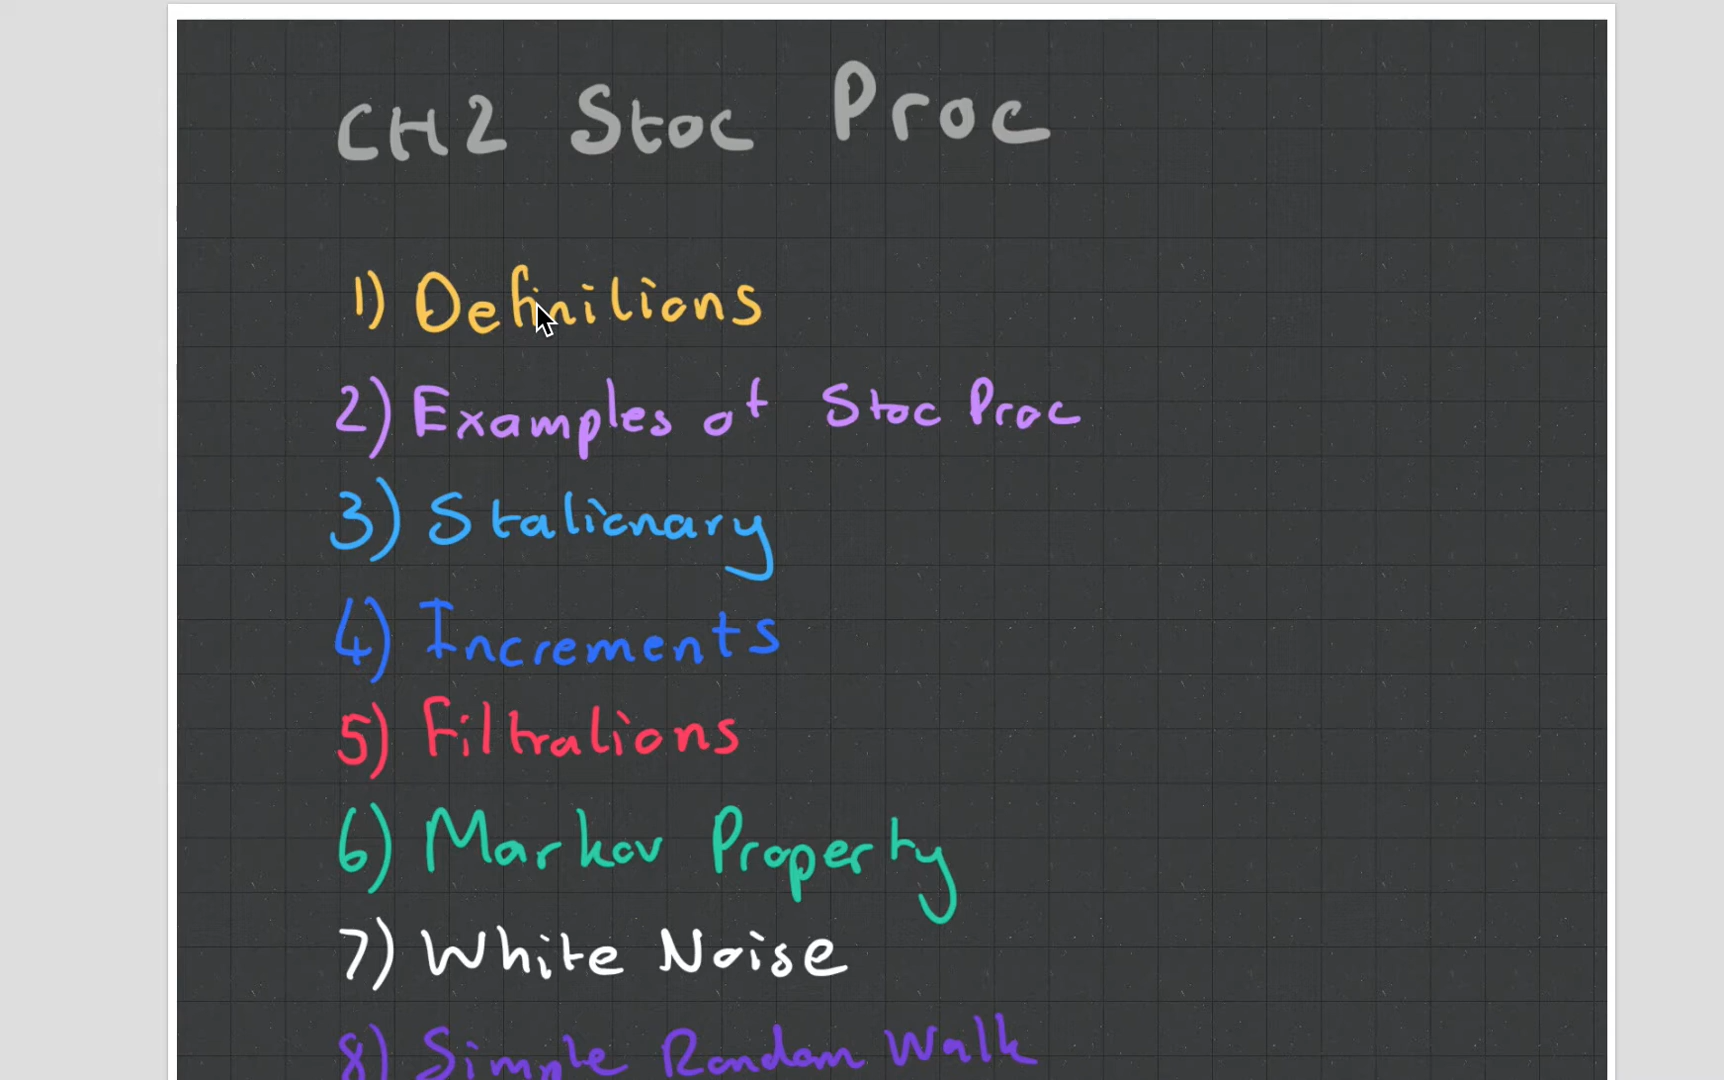 CH2 Stoc Proc
1) Definitions
2) Examples of Stoc Proc
3) Stationary
4) Increments
5) Filtrations
6) Markov Property
7) White Noise
8) Simple Random Walk